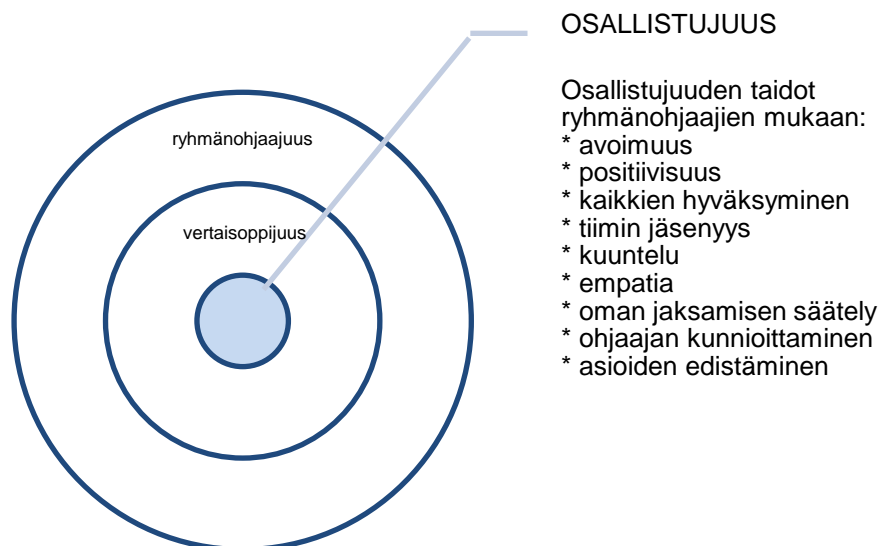 OSALLISTUJUUS
Osallistujuuden taidot
ryhmänohjaajien mukaan:
* avoimuus
* positiivisuus
* kaikkien hyväksyminen
* tiimin jäsenyys
* kuuntelu
* empatia
* oman jaksamisen säätely
* ohjaajan kunnioittaminen
* asioiden edistäminen
ryhmänohjaajuus
vertaisoppijuus